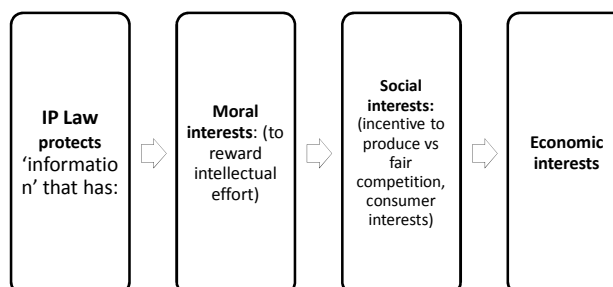 IP Law
protects
‘informatio
n’ that has:
Moral
interests: (to
reward
intellectual
effort)
Social
interests:
(incentive to
produce vs
fair
competition,
consumer
interests)
Economic
interests